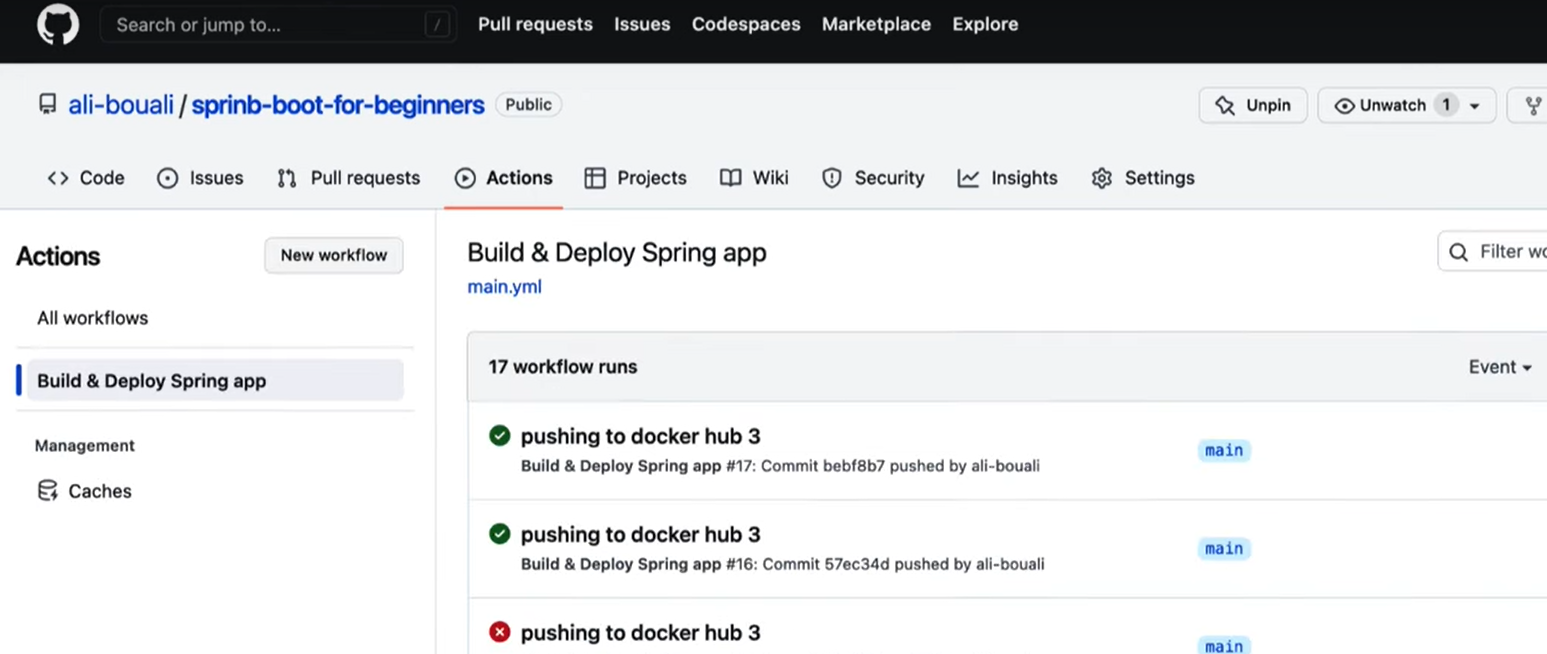 Search or jump to... /
Pull requests Issues Codespaces Marketplace Explore
ali-bouali / sprinb-boot-for-beginners Public
Unpin Unwatch 1
Code Issues Pull requests Actions Projects Wiki Security Insights Settings
Actions
New workflow
All workflows
Build & Deploy Spring app
Management
Caches
Build & Deploy Spring app
main.yml
Filter
17 workflow runs
Event
pushing to docker hub 3
Build & Deploy Spring app #17: Commit bebf8b7 pushed by ali-bouali
main
pushing to docker hub 3
Build & Deploy Spring app #16: Commit 57ec34d pushed by ali-bouali
main
pushing to docker hub 3
main